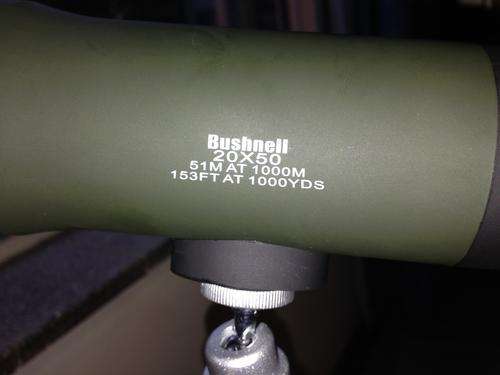 Bushnell
20X50
51M AT 1000M
153FT AT 1000YDS